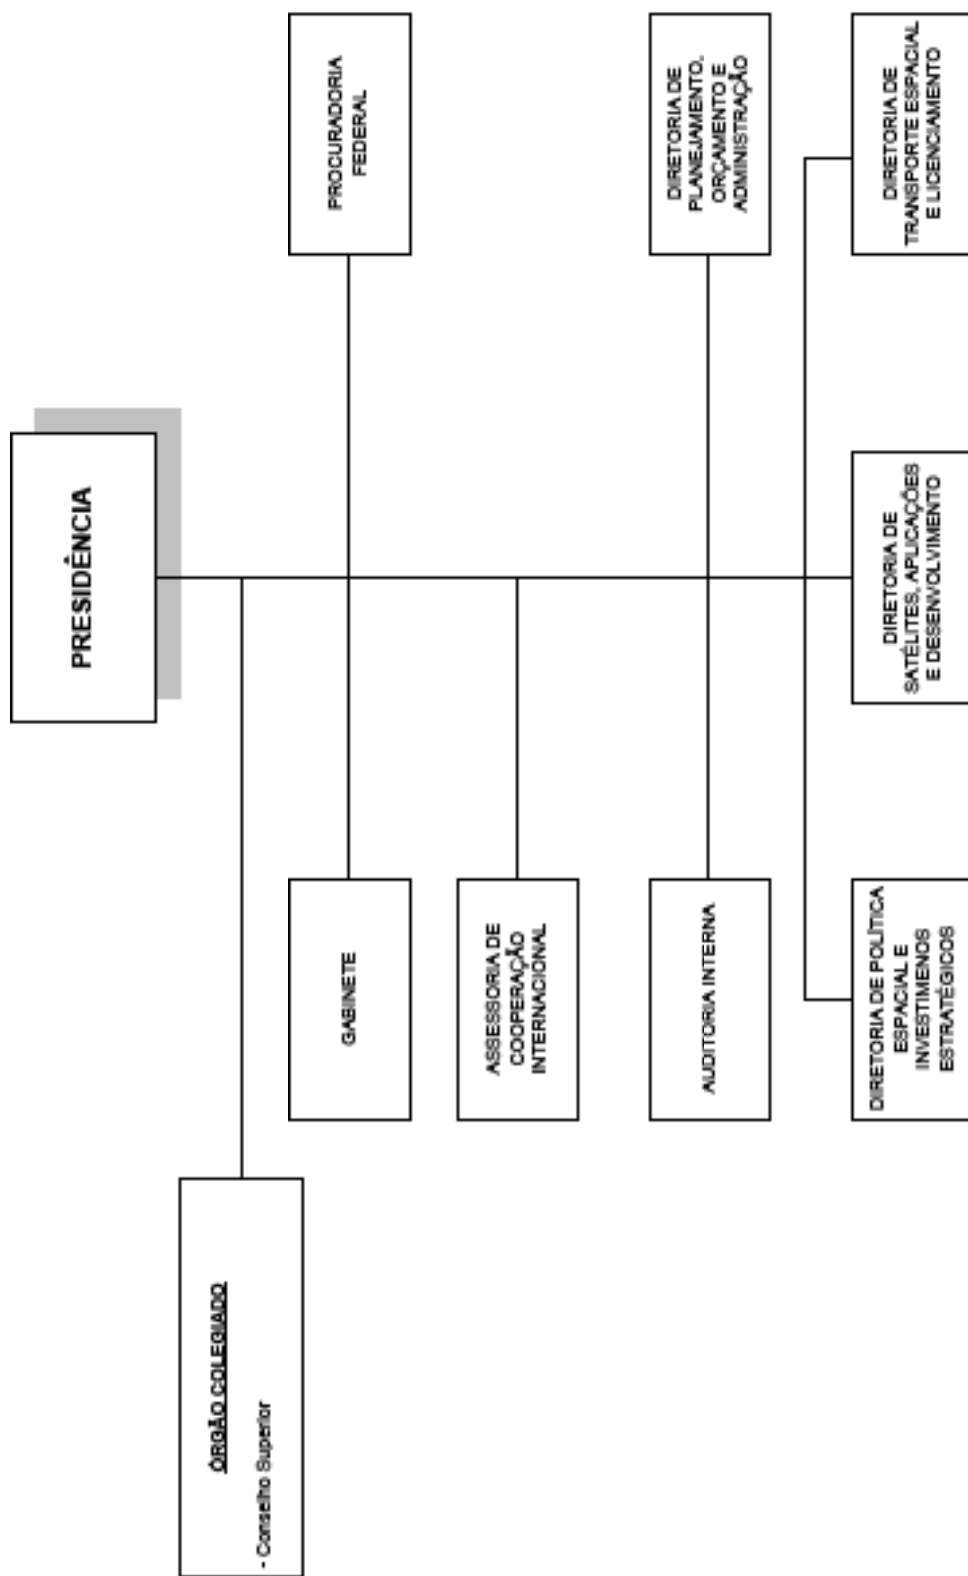 PRESIDÊNCIA
ÓRGÃO COLEGIADO
- Conselho Superior
GABINETE
PROCURADORIA
FEDERAL
ASSESSORIA DE
COOPERAÇÃO
INTERNACIONAL
AUDITORIA INTERNA
DIRETORIA DE
PLANEJAMENTO,
ORÇAMENTO E
ADMINISTRAÇÃO
DIRETORIA DE POLÍTICA
ESPACIAL E
INVESTIMENOS
ESTRATÉGICOS
DIRETORIA DE
SATÉLITES, APLICAÇÕES
E DESENVOLVIMENTO
DIRETORIA DE
TRANSPORTE ESPACIAL
E LICENCIAMENTO